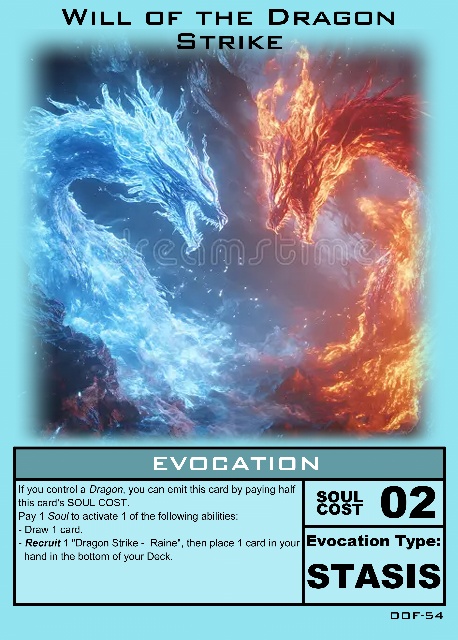 Will of the Dragon
Strike
dreamstime
EVOCATION
If you control a Dragon, you can emit this card by paying half
this card's SOUL COST.
Pay 1 Soul to activate 1 of the following abilities:
- Draw 1 card.
- Recruit 1 "Dragon Strike - Raine", then place 1 card in your
hand in the bottom of your Deck.
SOUL
COST
02
Evocation Type:
STASIS
DOF-54